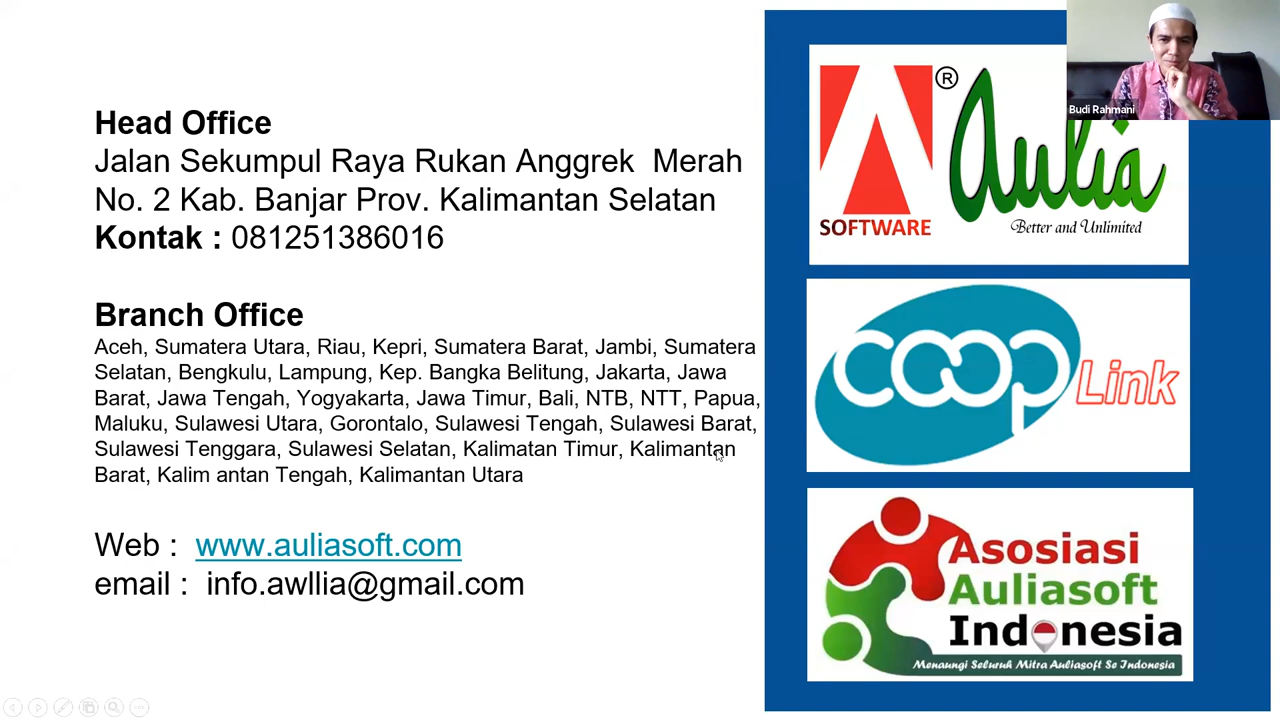 Head Office
Jalan Sekumpul Raya Rukan Anggrek  Merah
No. 2 Kab. Banjar Prov. Kalimantan Selatan
Kontak : 081251386016
Branch Office
Aceh, Sumatera Utara, Riau, Kepri, Sumatera Barat, Jambi, Sumatera
Selatan, Bengkulu, Lampung, Kep. Bangka Belitung, Jakarta, Jawa
Barat, Jawa Tengah, Yogyakarta, Jawa Timur, Bali, NTB, NTT, Papua,
Maluku, Sulawesi Utara, Gorontalo, Sulawesi Tengah, Sulawesi Barat,
Sulawesi Tenggara, Sulawesi Selatan, Kalimatan Timur, Kalimantan
Barat, Kalim antan Tengah, Kalimantan Utara
Web :  www.auliasoft.com
email :  info.awllia@gmail.com
®
SOFTWARE
Aulia
Better and Unlimited
coop
Link
Asosiasi
Auliasoft
Indonesia
Menaungi Seluruh Mitra Auliasoft Se Indonesia
Budi Rahmani